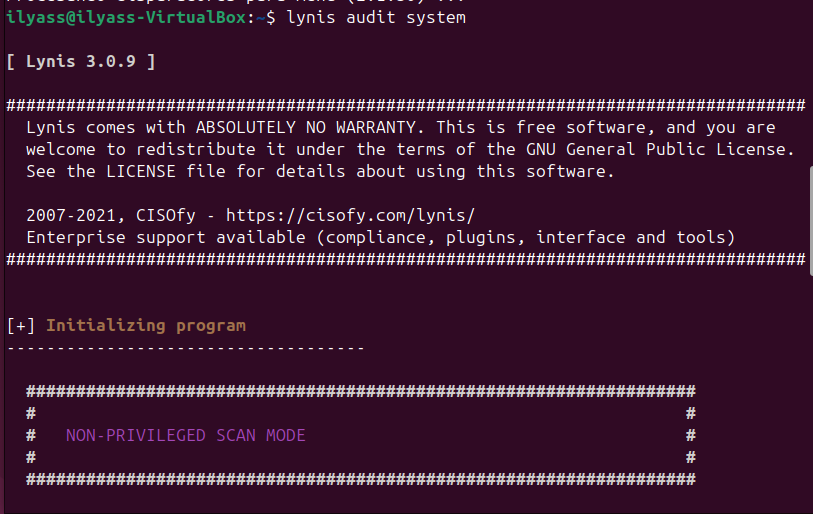 ilyass@ilyass-VirtualBox:~$ lynis audit system
[ Lynis 3.0.9 ]
################################################################################
Lynis comes with ABSOLUTELY NO WARRANTY. This is free software, and you are
welcome to redistribute it under the terms of the GNU General Public License.
See the LICENSE file for details about using this software.
2007-2021, CISOfy - https://cisofy.com/lynis/
Enterprise support available (compliance, plugins, interface and tools)
################################################################################
[+] Initializing program
------------------------------------
###################################################################
# #
# NON-PRIVILEGED SCAN MODE #
# #
###################################################################